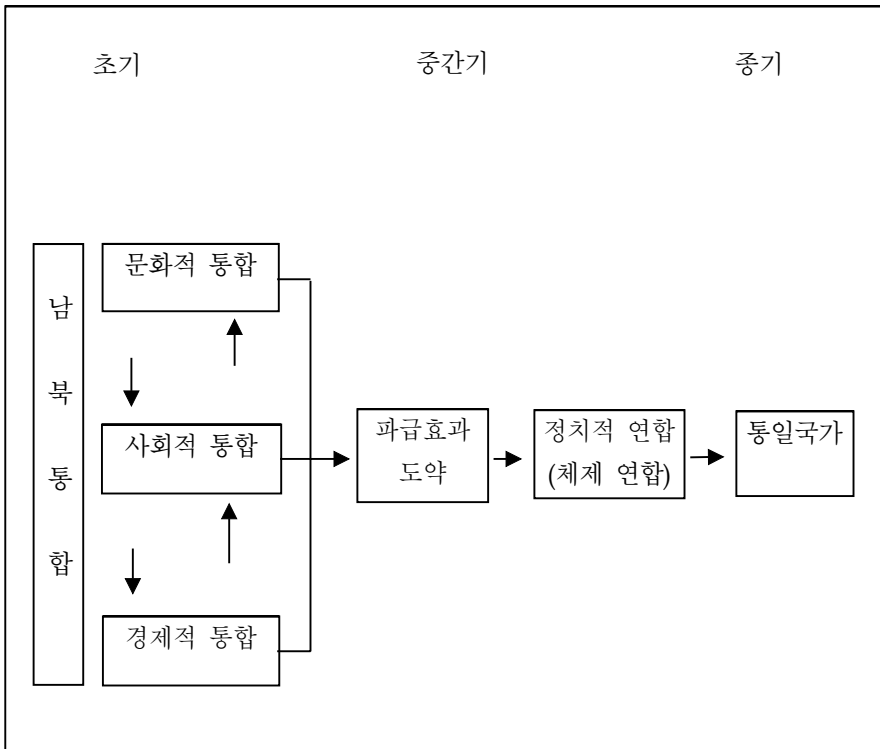 초기
중간기
종기
남
북
통
합
문화적 통합
사회적 통합
경제적 통합
파급효과
도약
정치적 연합
(체제 연합)
통일국가